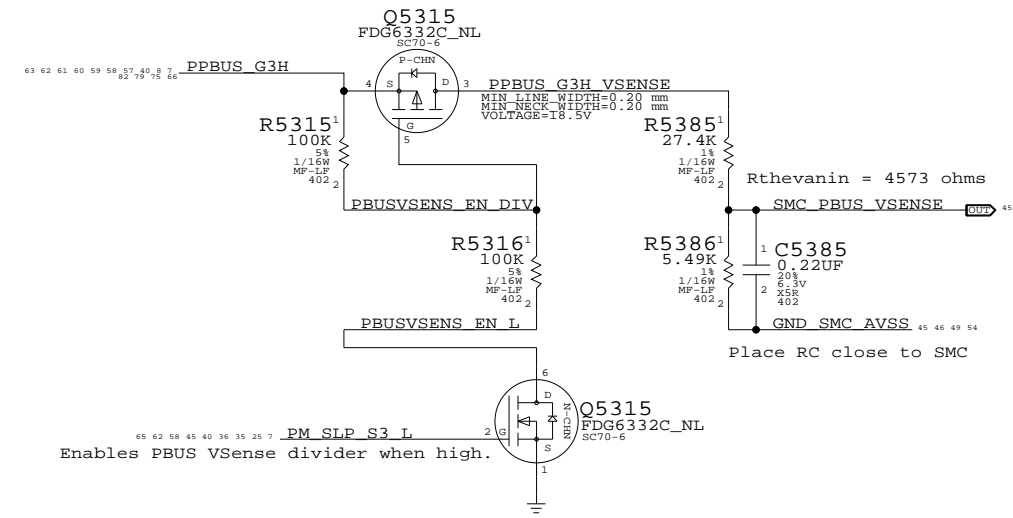 Q5315
FDG6332C_NL
SC70-6
P-CHN
63 62 61 60 59 58 57 40 8 7
82 79 75 66
PPBUS_G3H
4
S
D
3
G
5
PPBUS_G3H_VSENSE
MIN_LINE_WIDTH=0.20 mm
MIN_NECK_WIDTH=0.20 mm
VOLTAGE=18.5V
R5315
1
100K
5%
1/16W
MF-LF
402
2
R5385
1
27.4K
1%
1/16W
MF-LF
402
2
Rthevanin = 4573 ohms
PBUSVSENS_EN_DIV
SMC_PBUS_VSENSE
OUT
45
R5316
1
100K
5%
1/16W
MF-LF
402
2
R5386
1
5.49K
1%
1/16W
MF-LF
402
2
1
C5385
0.22UF
20%
6.3V
X5R
402
2
PBUSVSENS_EN_L
GND_SMC_AVSS
45 46 49 54
Place RC close to SMC
6
D
N-CHN
Q5315
FDG6332C_NL
SC70-6
65 62 58 45 40 36 35 25 7
PM_SLP_S3_L
2
G
S
1
Enables PBUS VSense divider when high.